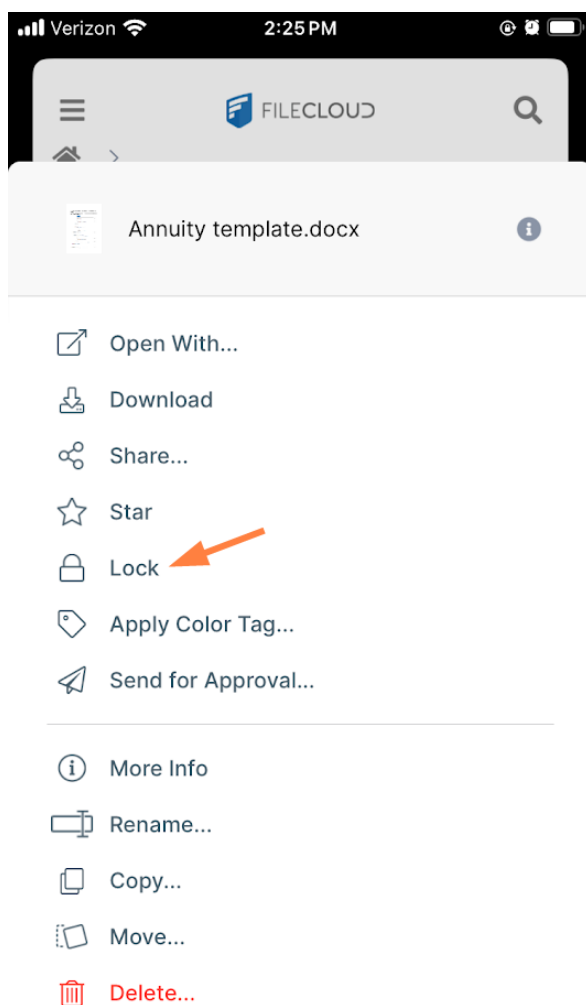 Verizon 2:25 PM
FILECLOUD
Annuity template.docx
Open With...
Download
Share...
Star
Lock
Apply Color Tag...
Send for Approval...
More Info
Rename...
Copy...
Move...
Delete...